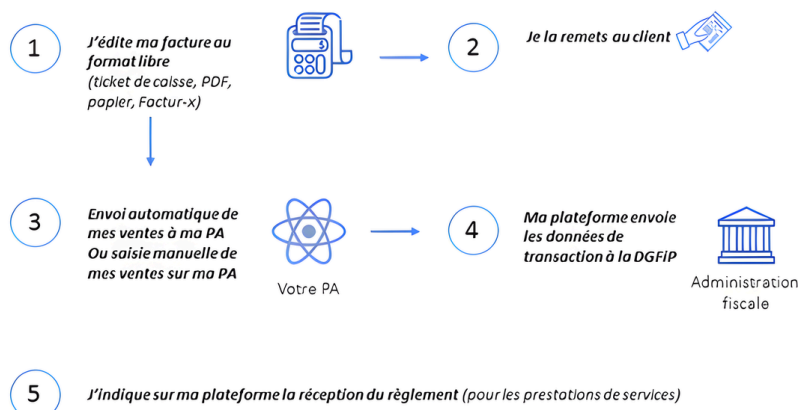 1
J'édite ma facture au
format libre
(ticket de caisse, PDF,
papier, Factur-x)
$
2
Je la remets au client
3
Envoi automatique de
mes ventes à ma PA
Ou saisie manuelle de
mes ventes sur ma PA
Votre PA
4
Ma plateforme envoie
les données de
transaction à la DGFiP
Administration
fiscale
5
J'indique sur ma plateforme la réception du règlement (pour les prestations de services)